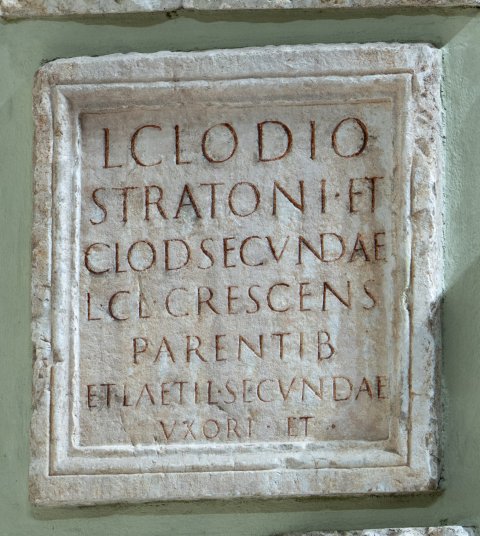 L CLODIO
STRATONI · ET
CLOD SECVNDAE
L · CL · CRESCENS
PARENTIB
ET LAETIL · SECVNDAE
VXORI · ET ·